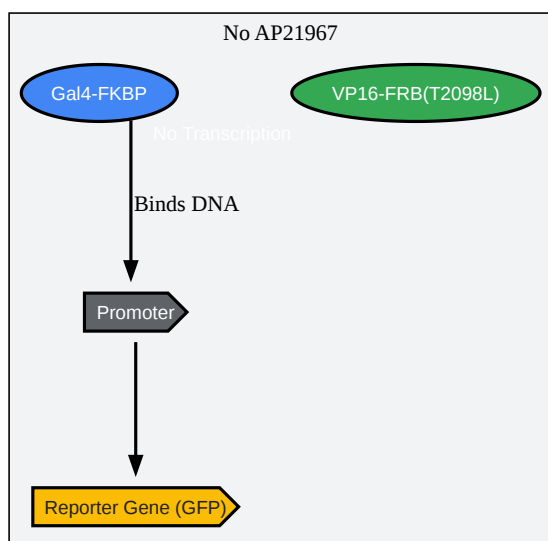 No AP21967
Gal4-FKBP
VP16-FRB(T2098L)
No Transcription
Binds DNA
Promoter
Reporter Gene (GFP)